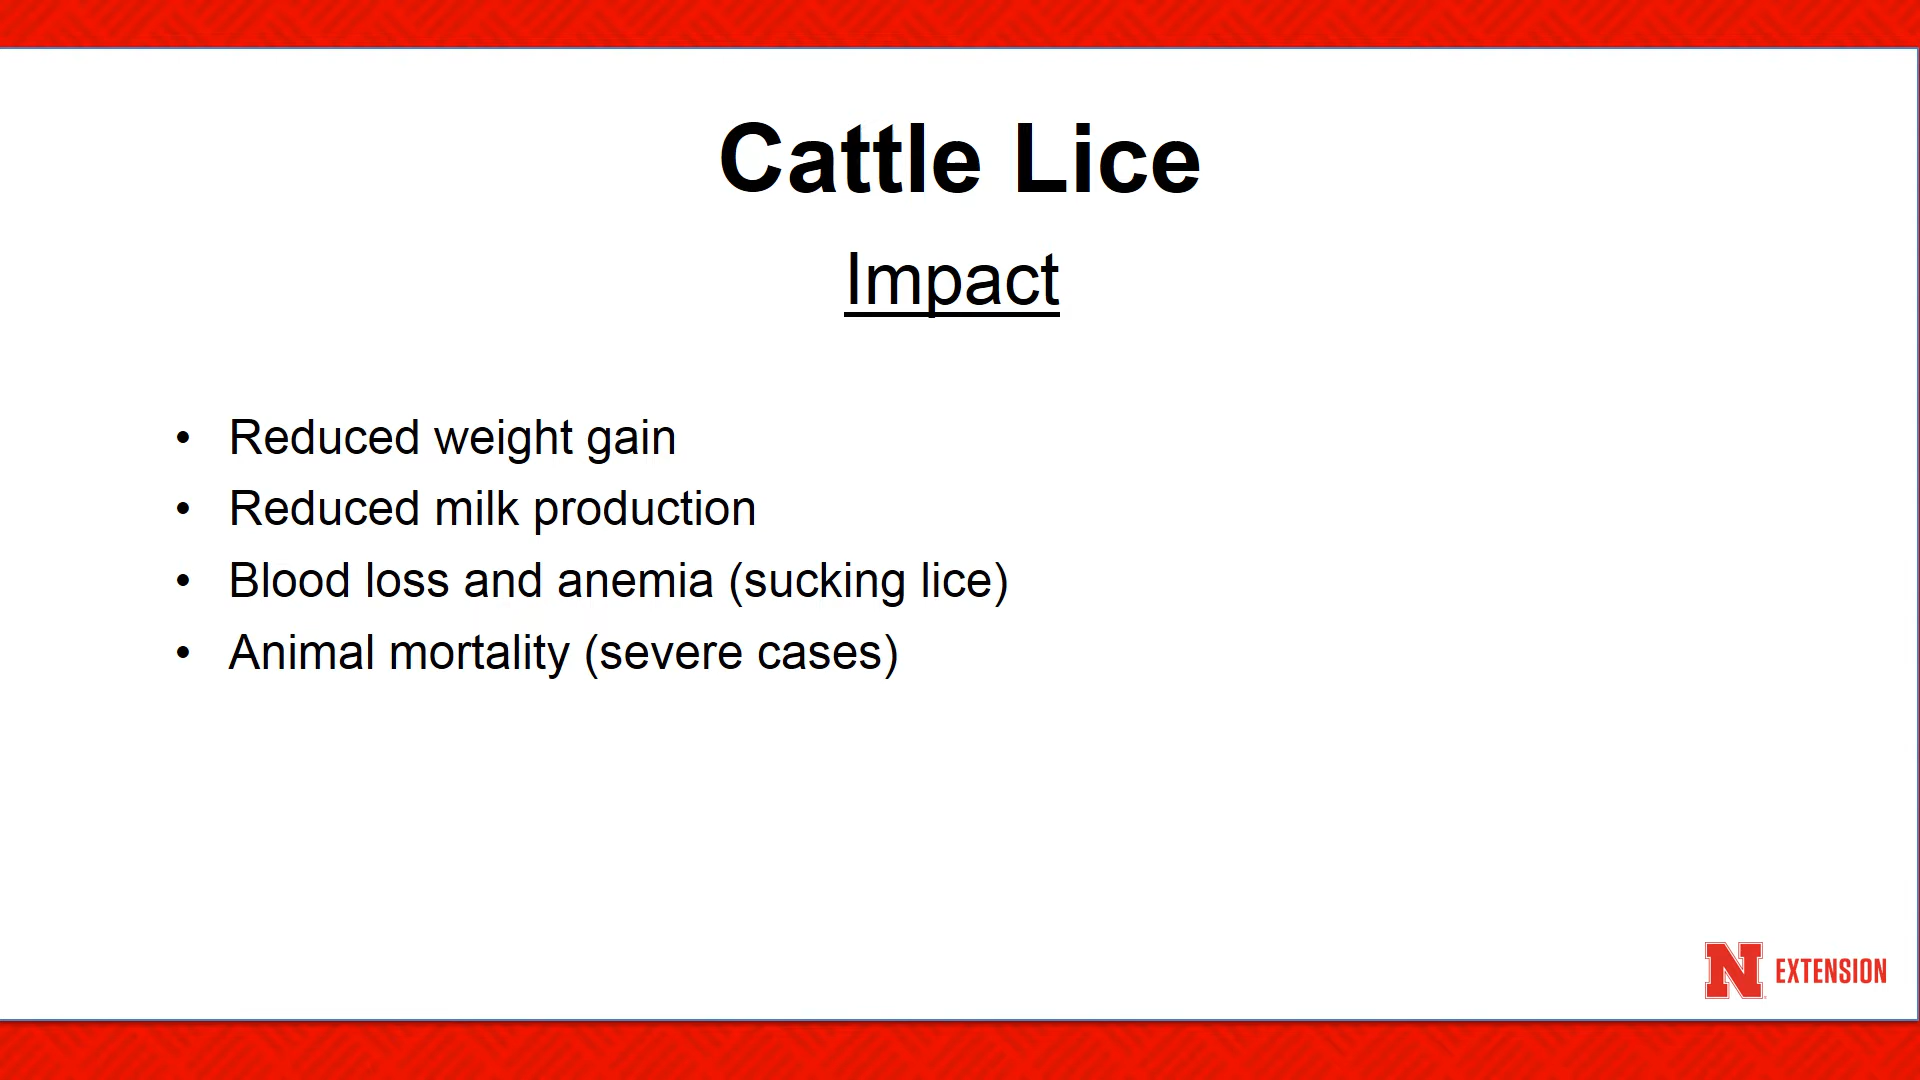 Cattle Lice
Impact
• Reduced weight gain
• Reduced milk production
• Blood loss and anemia (sucking lice)
• Animal mortality (severe cases)
N EXTENSION